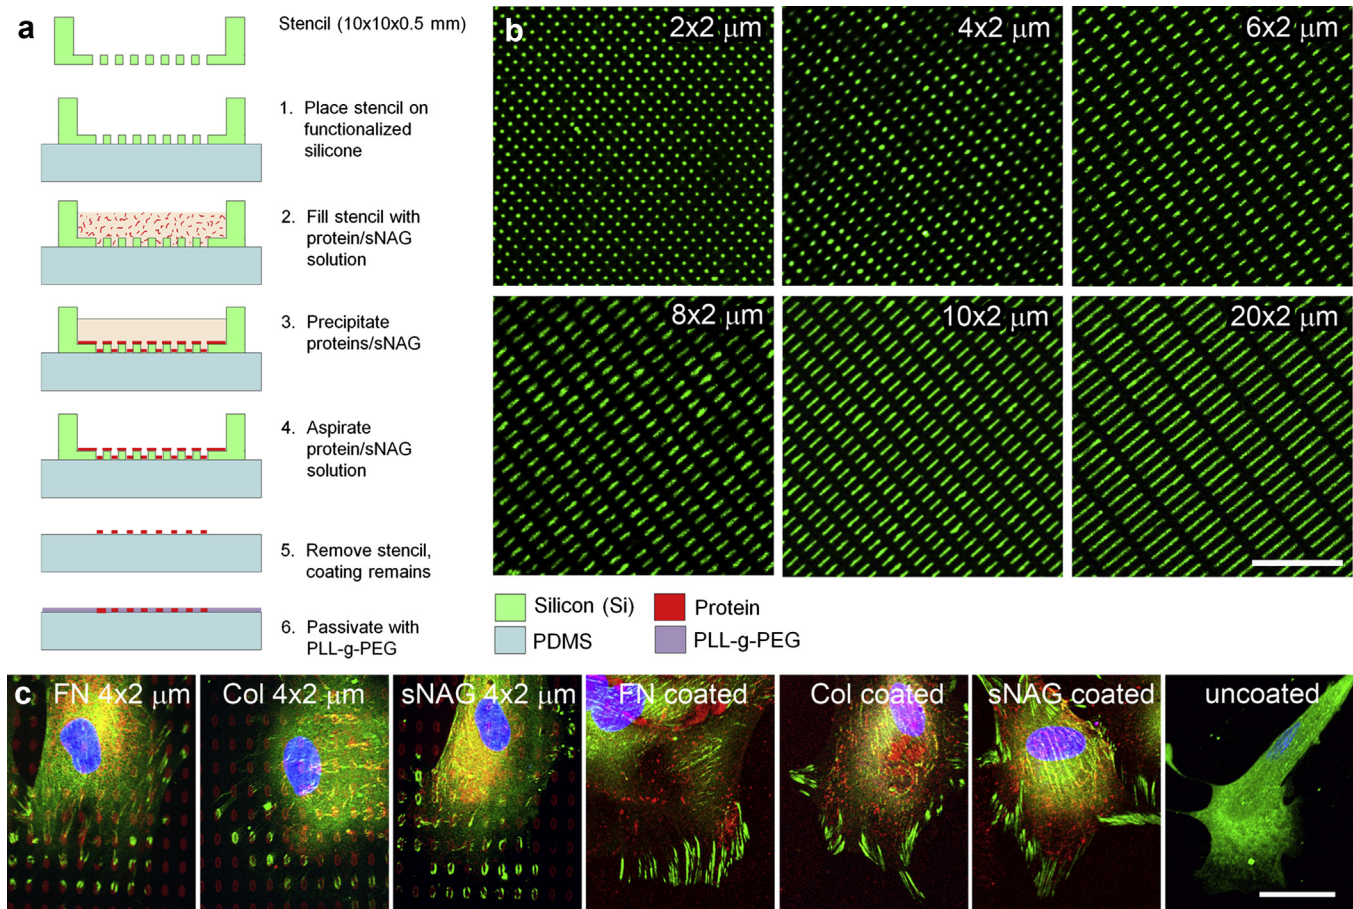 a
Stencil (10x10x0.5 mm)
1. Place stencil on
functionalized
silicone
2. Fill stencil with
protein/sNAG
solution
3. Precipitate
proteins/sNAG
4. Aspirate
protein/sNAG
solution
5. Remove stencil,
coating remains
6. Passivate with
PLL-g-PEG
b
2x2 μm
4x2 μm
6x2 μm
8x2 μm
10x2 μm
20x2 μm
Silicon (Si)
Protein
PDMS
PLL-g-PEG
c
FN 4x2 μm
Col 4x2 μm
sNAG 4x2 μm
FN coated
Col coated
sNAG coated
uncoated